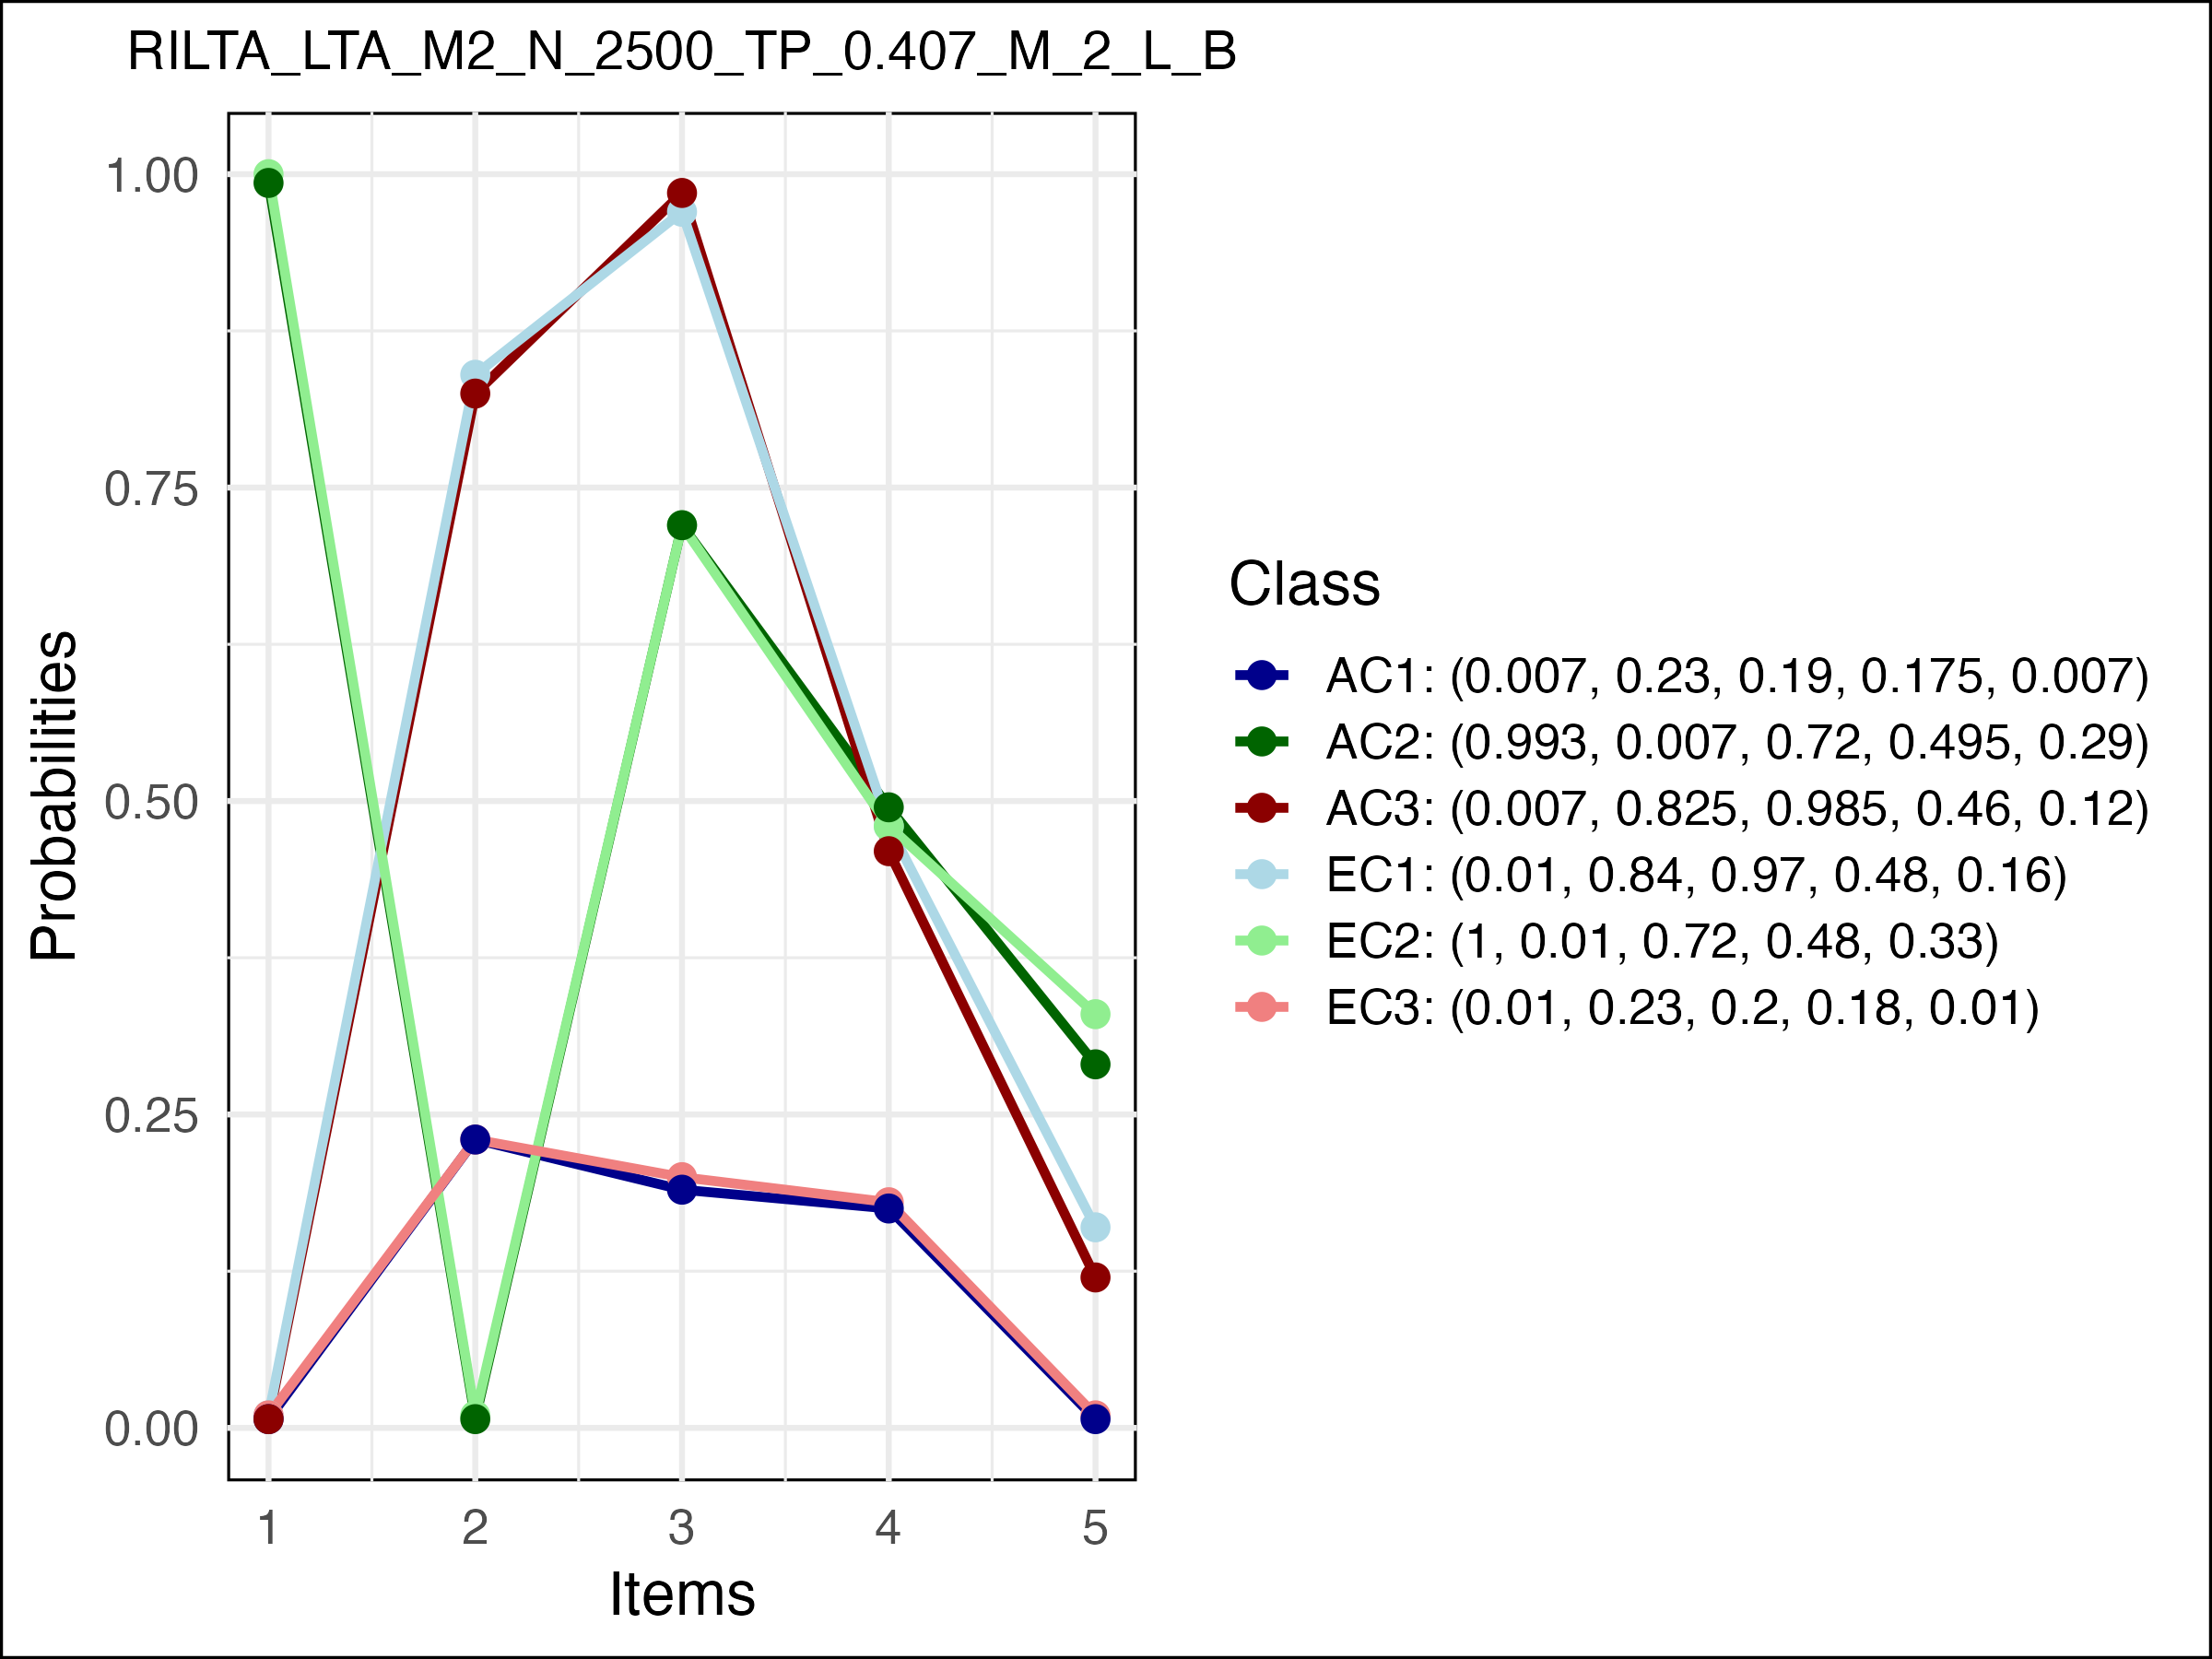 RILTA_LTA_M2_N_2500_TP_0.407_M_2_L_B
1.00
0.75
0.50
0.25
0.00
Probabilities
1 2 3 4 5
Items
Class
AC1: (0.007, 0.23, 0.19, 0.175, 0.007)
AC2: (0.993, 0.007, 0.72, 0.495, 0.29)
AC3: (0.007, 0.825, 0.985, 0.46, 0.12)
EC1: (0.01, 0.84, 0.97, 0.48, 0.16)
EC2: (1, 0.01, 0.72, 0.48, 0.33)
EC3: (0.01, 0.23, 0.2, 0.18, 0.01)